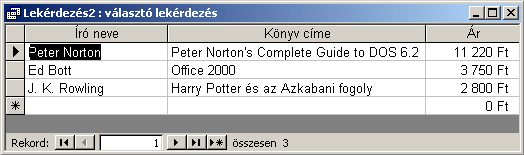 Lekérdezés2 : választó lekérdezés
Író neve Könyv címe Ár
Peter Norton Peter Norton's Complete Guide to DOS 6.2 11 220 Ft
Ed Bott Office 2000 3 750 Ft
J. K. Rowling Harry Potter és az Azkabani fogoly 2 800 Ft
0 Ft
Rekord: 1 összesen 3